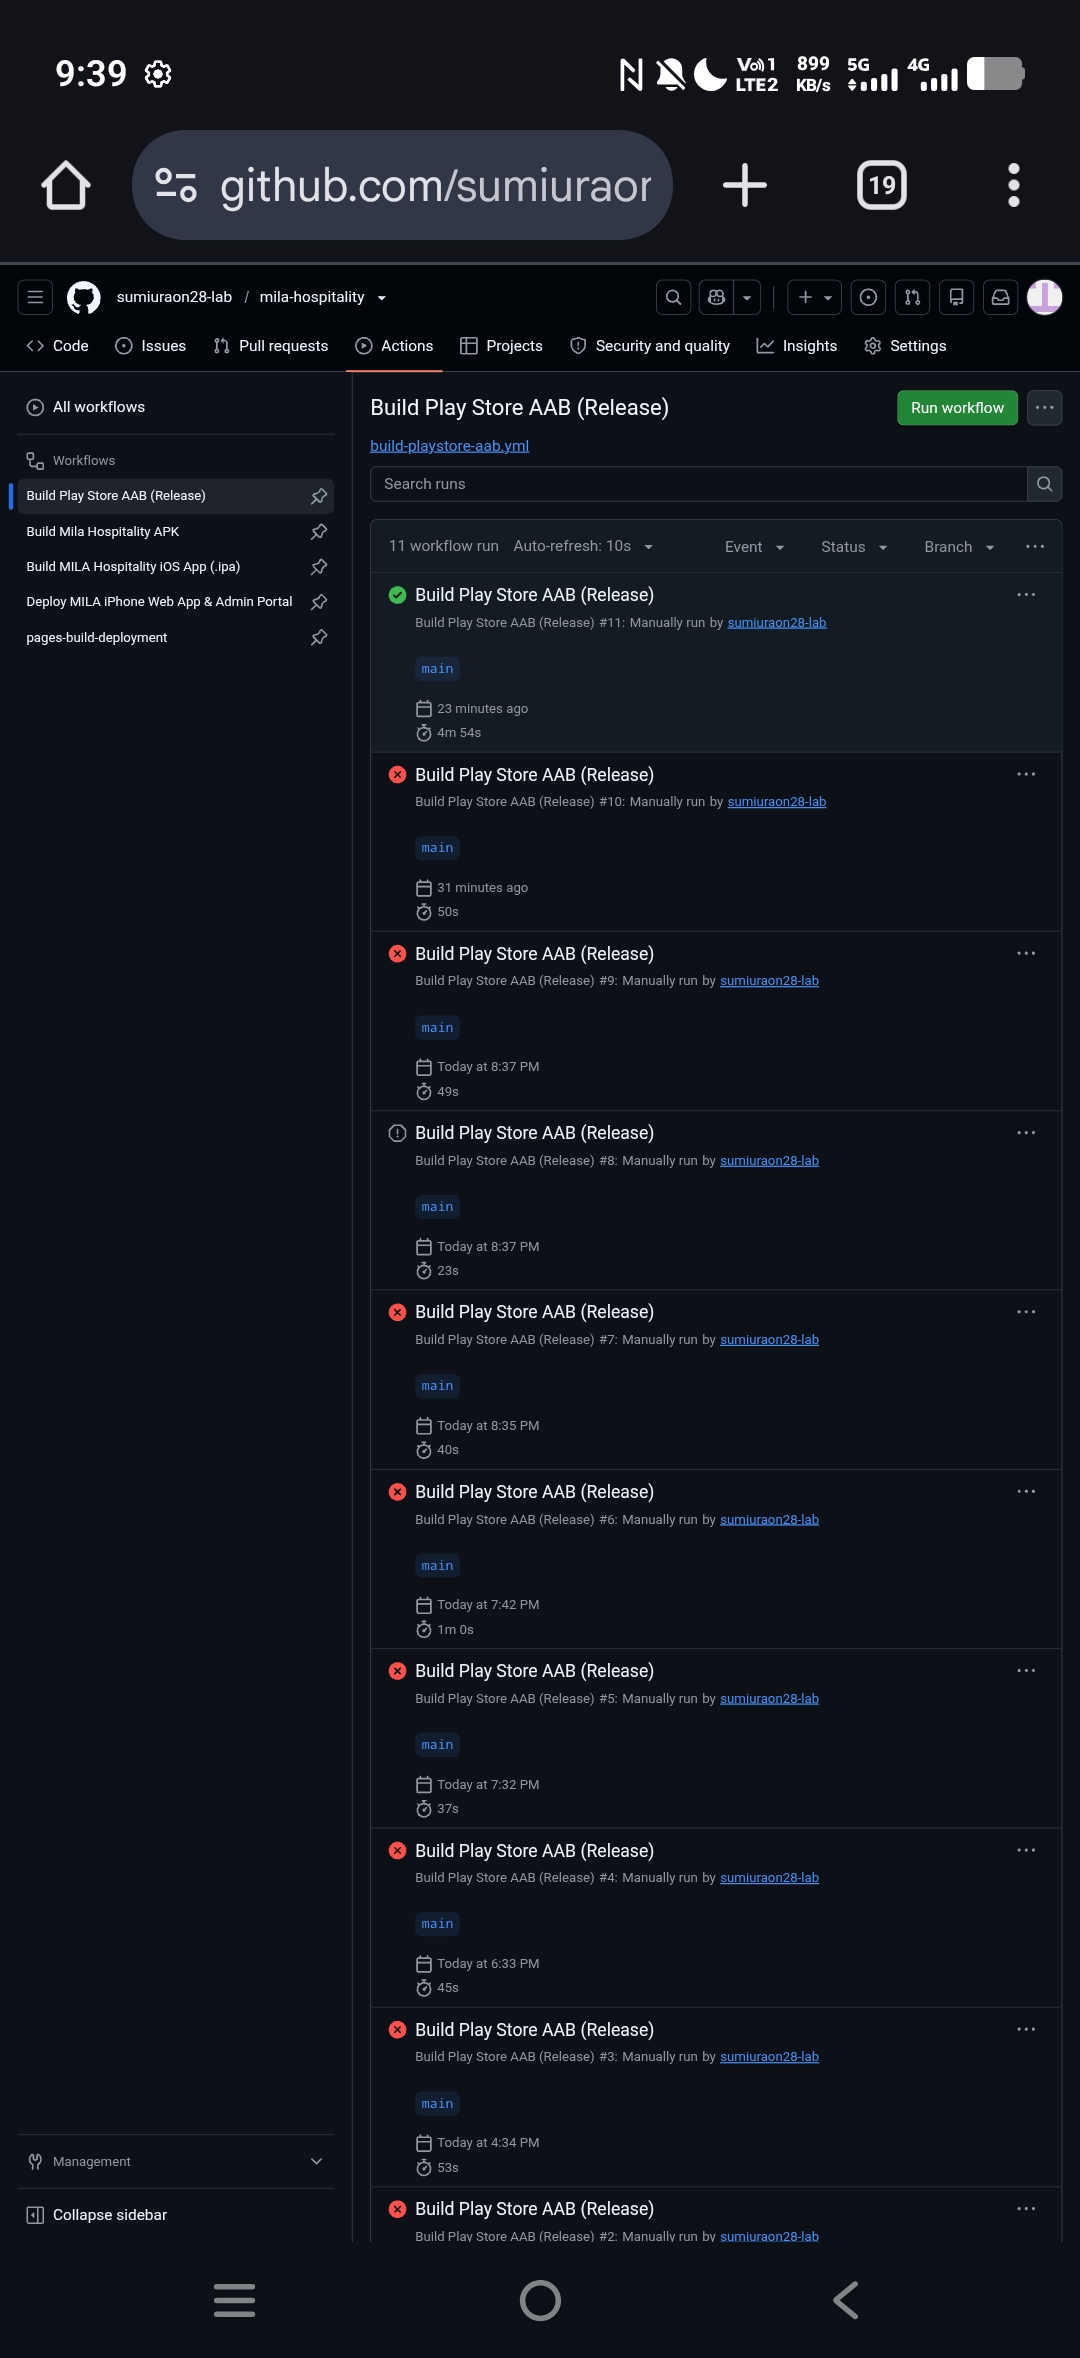 9:39
Vo 1
LTE2
899
KB/s
5G
4G
github.com/sumiuraor
19
sumiuraon28-lab / mila-hospitality
Code
Issues
Pull requests
Actions
Projects
Security and quality
Insights
Settings
All workflows
Workflows
Build Play Store AAB (Release)
Build Mila Hospitality APK
Build MILA Hospitality iOS App (.ipa)
Deploy MILA iPhone Web App & Admin Portal
pages-build-deployment
Management
Collapse sidebar
Build Play Store AAB (Release)
Run workflow
build-playstore-aab.yml
Search runs
11 workflow run Auto-refresh: 10s Event Status Branch
Build Play Store AAB (Release)
Build Play Store AAB (Release) #11: Manually run by sumiuraon28-lab
main
23 minutes ago
4m 54s
Build Play Store AAB (Release)
Build Play Store AAB (Release) #10: Manually run by sumiuraon28-lab
main
31 minutes ago
50s
Build Play Store AAB (Release)
Build Play Store AAB (Release) #9: Manually run by sumiuraon28-lab
main
Today at 8:37 PM
49s
Build Play Store AAB (Release)
Build Play Store AAB (Release) #8: Manually run by sumiuraon28-lab
main
Today at 8:37 PM
23s
Build Play Store AAB (Release)
Build Play Store AAB (Release) #7: Manually run by sumiuraon28-lab
main
Today at 8:35 PM
40s
Build Play Store AAB (Release)
Build Play Store AAB (Release) #6: Manually run by sumiuraon28-lab
main
Today at 7:42 PM
1m 0s
Build Play Store AAB (Release)
Build Play Store AAB (Release) #5: Manually run by sumiuraon28-lab
main
Today at 7:32 PM
37s
Build Play Store AAB (Release)
Build Play Store AAB (Release) #4: Manually run by sumiuraon28-lab
main
Today at 6:33 PM
45s
Build Play Store AAB (Release)
Build Play Store AAB (Release) #3: Manually run by sumiuraon28-lab
main
Today at 4:34 PM
53s
Build Play Store AAB (Release)
Build Play Store AAB (Release) #2: Manually run by sumiuraon28-lab